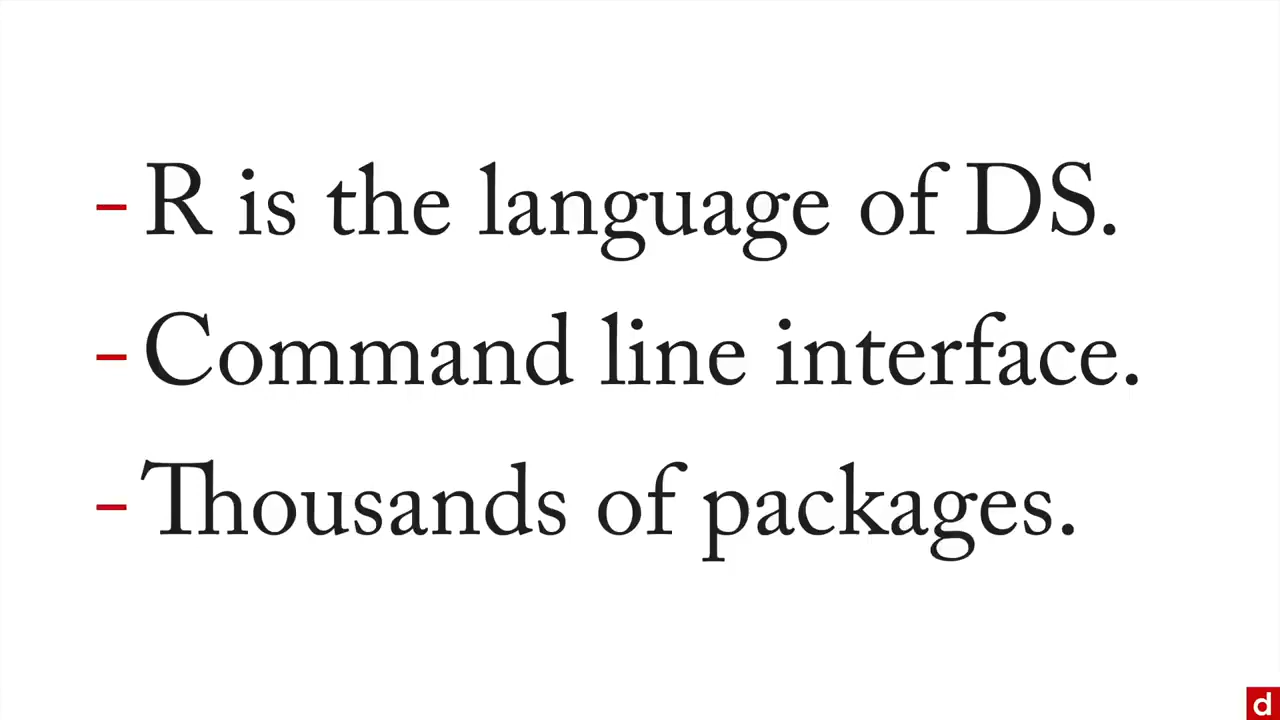 – R is the language of DS.
– Command line interface.
– Thousands of packages.
d